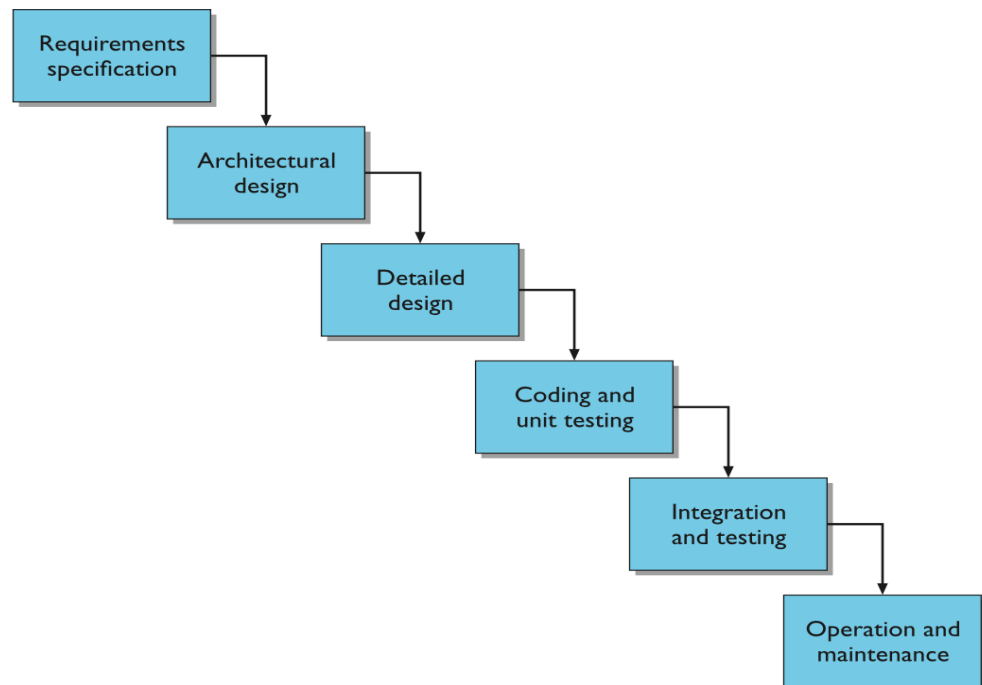 Requirements
specification
Architectural
design
Detailed
design
Coding and
unit testing
Integration
and testing
Operation and
maintenance